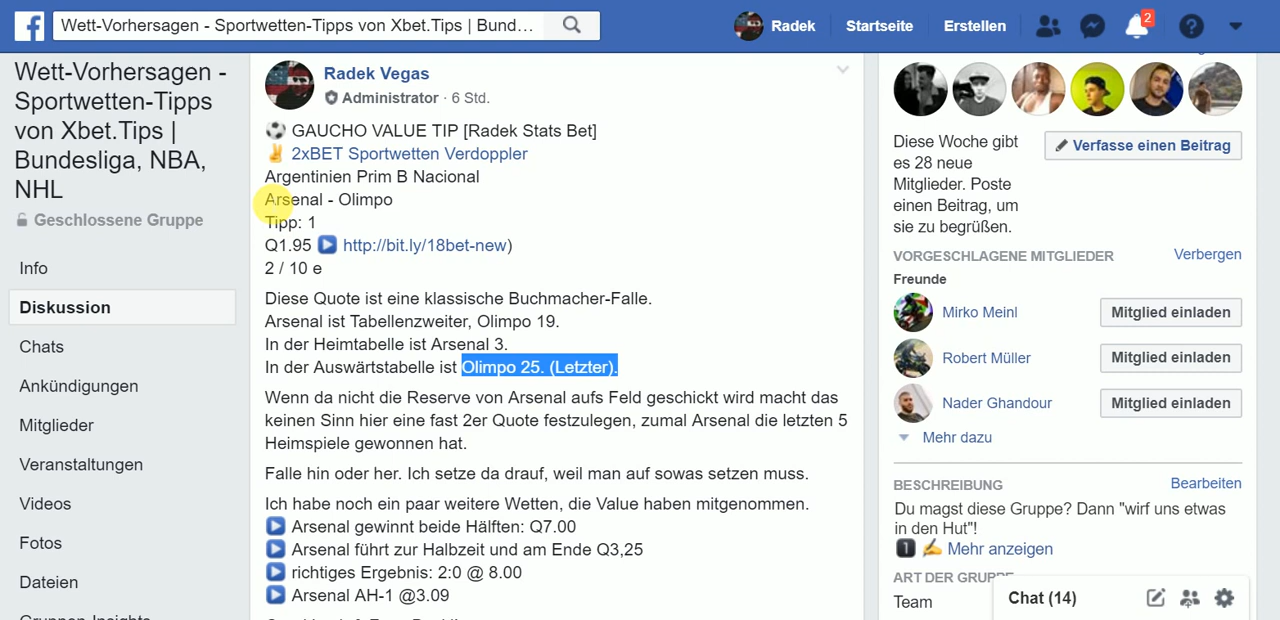 Wett-Vorhersagen - Sportwetten-Tipps von Xbet.Tips | Bund...
Radek
Startseite
Erstellen
2
Wett-Vorhersagen -
Sportwetten-Tipps
von Xbet.Tips |
Bundesliga, NBA,
NHL
Geschlossene Gruppe
Info
Diskussion
Chats
Ankündigungen
Mitglieder
Veranstaltungen
Videos
Fotos
Dateien
Radek Vegas
Administrator · 6 Std.
⚽ GAUCHO VALUE TIP [Radek Stats Bet]
✌ 2xBET Sportwetten Verdoppler
Argentinien Prim B Nacional
Arsenal - Olimpo
Tipp: 1
Q1.95 ▶ http://bit.ly/18bet-new)
2 / 10 e
Diese Quote ist eine klassische Buchmacher-Falle.
Arsenal ist Tabellenzweiter, Olimpo 19.
In der Heimtabelle ist Arsenal 3.
In der Auswärtstabelle ist Olimpo 25. (Letzter).
Wenn da nicht die Reserve von Arsenal aufs Feld geschickt wird macht das
keinen Sinn hier eine fast 2er Quote festzulegen, zumal Arsenal die letzten 5
Heimspiele gewonnen hat.
Falle hin oder her. Ich setze da drauf, weil man auf sowas setzen muss.
Ich habe noch ein paar weitere Wetten, die Value haben mitgenommen.
▶ Arsenal gewinnt beide Hälften: Q7.00
▶ Arsenal führt zur Halbzeit und am Ende Q3,25
▶ richtiges Ergebnis: 2:0 @ 8.00
▶ Arsenal AH-1 @3.09
Diese Woche gibt
es 28 neue
Mitglieder. Poste
einen Beitrag, um
sie zu begrüßen.
Verfasse einen Beitrag
VORGESCHLAGENE MITGLIEDER
Verbergen
Freunde
Mirko Meinl
Mitglied einladen
Robert Müller
Mitglied einladen
Nader Ghandour
Mitglied einladen
Mehr dazu
BESCHREIBUNG
Bearbeiten
Du magst diese Gruppe? Dann "wirf uns etwas
in den Hut"!
1 ✍ Mehr anzeigen
ART DER GRUPPE
Team
Chat (14)